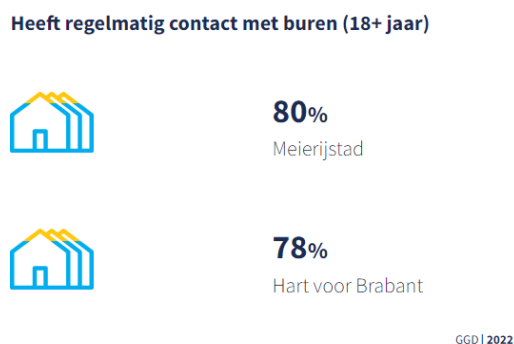 Heeft regelmatig contact met buren (18+ jaar)
80%
Meierijstad
78%
Hart voor Brabant
GGD | 2022